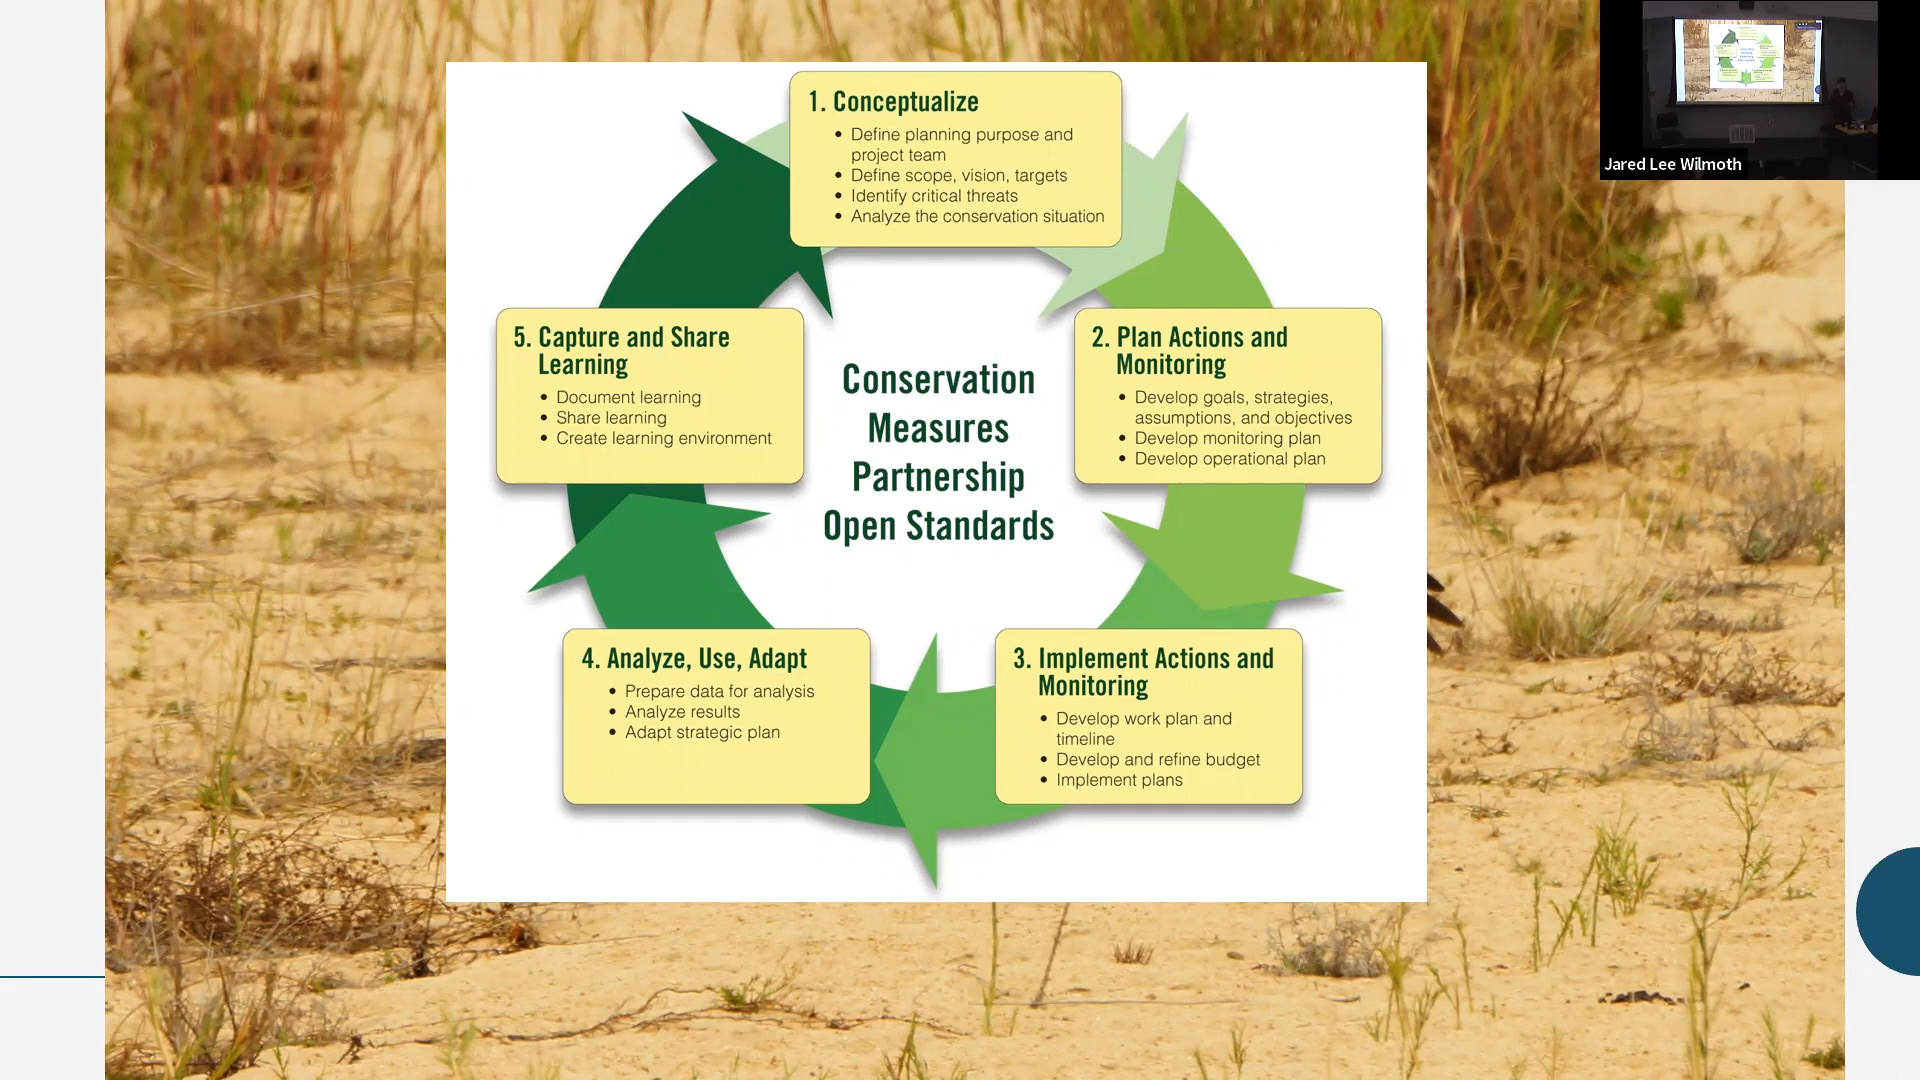 1. Conceptualize
• Define planning purpose and
project team
• Define scope, vision, targets
• Identify critical threats
• Analyze the conservation situation
Jared Lee Wilmoth
5. Capture and Share
Learning
• Document learning
• Share learning
• Create learning environment
Conservation
Measures
Partnership
Open Standards
2. Plan Actions and
Monitoring
• Develop goals, strategies,
assumptions, and objectives
• Develop monitoring plan
• Develop operational plan
4. Analyze, Use, Adapt
• Prepare data for analysis
• Analyze results
• Adapt strategic plan
3. Implement Actions and
Monitoring
• Develop work plan and
timeline
• Develop and refine budget
• Implement plans